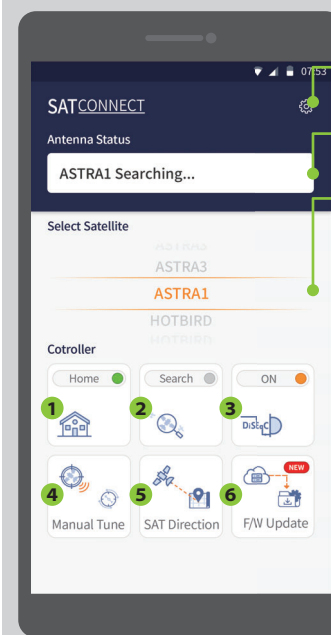 07:53
SATCONNECT
Antenna Status
ASTRA1 Searching...
Select Satellite
ASTRA3
ASTRA1
HOTBIRD
HOTBIRD
Cotroller
Home
Search
ON
1
2
3
DiSEqC
4
5
6
NEW
Manual Tune
SAT Direction
F/W Update